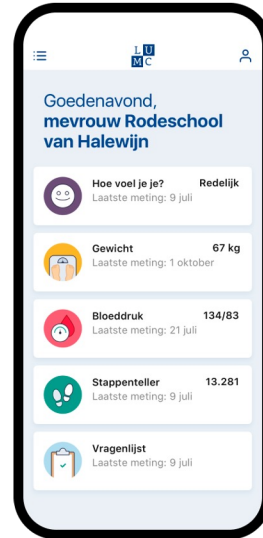 L U
M C
Goedenavond,
mevrouw Rodeschool
van Halewijn
Hoe voel je je? Redelijk
Laatste meting: 9 juli
Gewicht 67 kg
Laatste meting: 1 oktober
Bloeddruk 134/83
Laatste meting: 21 juli
Stappenteller 13.281
Laatste meting: 9 juli
Vragenlijst
Laatste meting: 9 juli